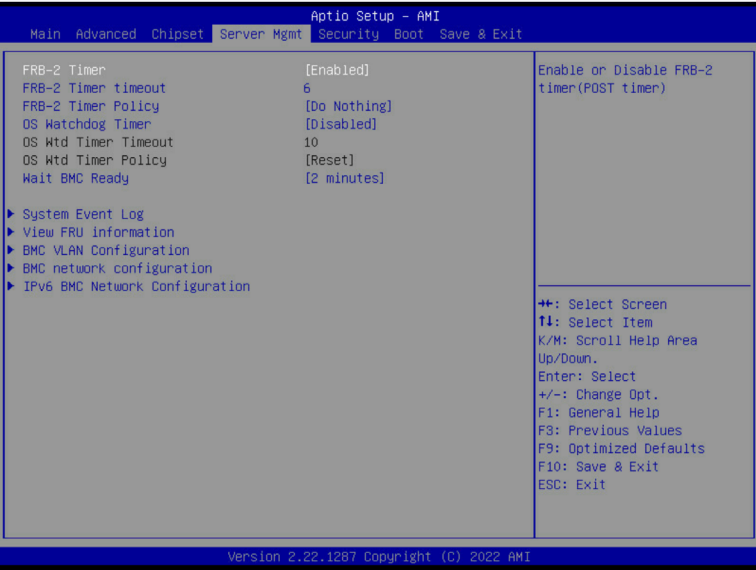 Aptio Setup - AMI
Main Advanced Chipset Server Mgmt Security Boot Save & Exit
FRB-2 Timer [Enabled]
FRB-2 Timer timeout 6
FRB-2 Timer Policy [Do Nothing]
OS Watchdog Timer [Disabled]
OS Wtd Timer Timeout 10
OS Wtd Timer Policy [Reset]
Wait BMC Ready [2 minutes]
System Event Log
View FRU information
BMC VLAN Configuration
BMC network configuration
IPv6 BMC Network Configuration
Enable or Disable FRB-2
timer(POST timer)
→←: Select Screen
↑↓: Select Item
K/M: Scroll Help Area
Up/Down.
Enter: Select
+/-: Change Opt.
F1: General Help
F3: Previous Values
F9: Optimized Defaults
F10: Save & Exit
ESC: Exit
Version 2.22.1287 Copyright (C) 2022 AMI